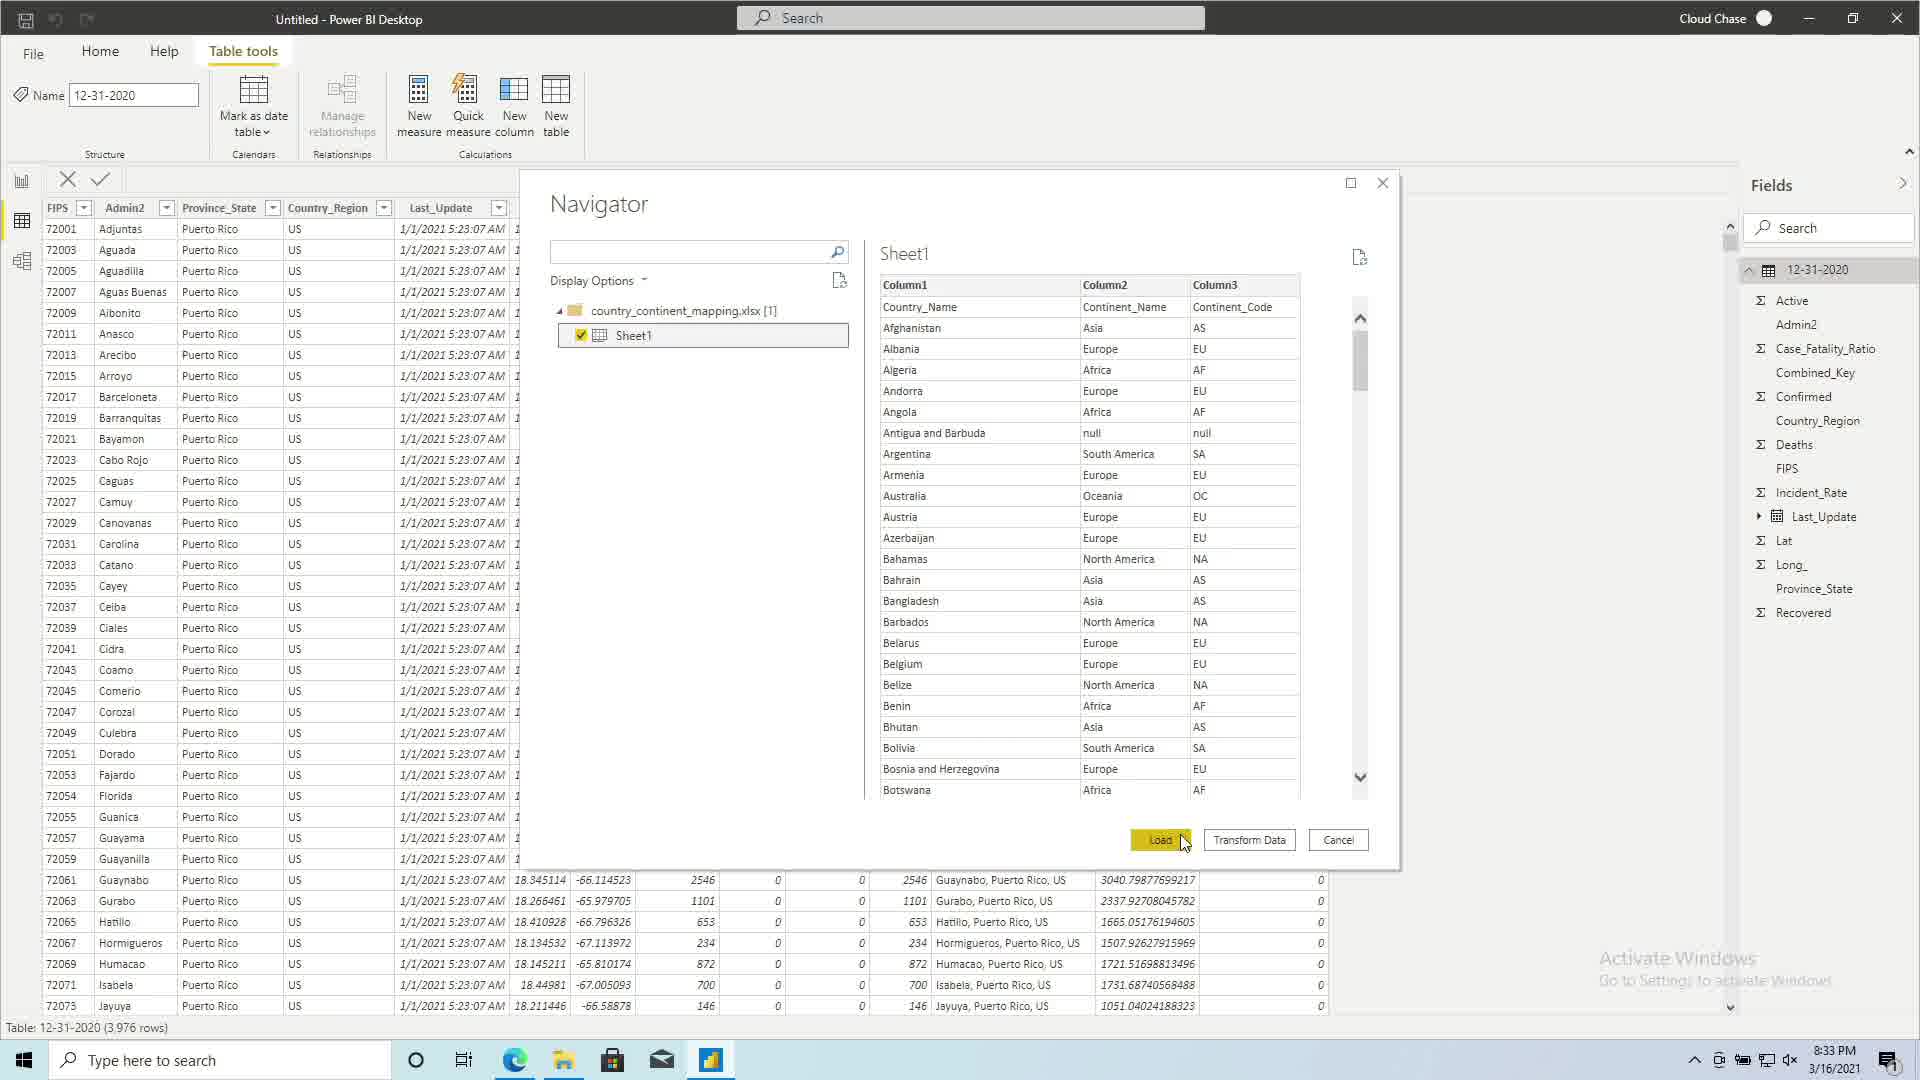 Untitled - Power BI Desktop
Search
Cloud Chase
File
Home
Help
Table tools
Name
12-31-2020
Mark as date table
Manage relationships
New measure
Quick measure
New column
New table
Structure
Calendars
Relationships
Calculations
FIPS Admin2 Province_State Country_Region Last_Update
72001 Adjuntas Puerto Rico US 1/1/2021 5:23:07 AM
72003 Aguada Puerto Rico US 1/1/2021 5:23:07 AM
72005 Aguadilla Puerto Rico US 1/1/2021 5:23:07 AM
72007 Aguas Buenas Puerto Rico US 1/1/2021 5:23:07 AM
72009 Aibonito Puerto Rico US 1/1/2021 5:23:07 AM
72011 Anasco Puerto Rico US 1/1/2021 5:23:07 AM
72013 Arecibo Puerto Rico US 1/1/2021 5:23:07 AM
72015 Arroyo Puerto Rico US 1/1/2021 5:23:07 AM
72017 Barceloneta Puerto Rico US 1/1/2021 5:23:07 AM
72019 Barranquitas Puerto Rico US 1/1/2021 5:23:07 AM
72021 Bayamon Puerto Rico US 1/1/2021 5:23:07 AM
72023 Cabo Rojo Puerto Rico US 1/1/2021 5:23:07 AM
72025 Caguas Puerto Rico US 1/1/2021 5:23:07 AM
72027 Camuy Puerto Rico US 1/1/2021 5:23:07 AM
72029 Canovanas Puerto Rico US 1/1/2021 5:23:07 AM
72031 Carolina Puerto Rico US 1/1/2021 5:23:07 AM
72033 Catano Puerto Rico US 1/1/2021 5:23:07 AM
72035 Cayey Puerto Rico US 1/1/2021 5:23:07 AM
72037 Ceiba Puerto Rico US 1/1/2021 5:23:07 AM
72039 Ciales Puerto Rico US 1/1/2021 5:23:07 AM
72041 Cidra Puerto Rico US 1/1/2021 5:23:07 AM
72043 Coamo Puerto Rico US 1/1/2021 5:23:07 AM
72045 Comerio Puerto Rico US 1/1/2021 5:23:07 AM
72047 Corozal Puerto Rico US 1/1/2021 5:23:07 AM
72049 Culebra Puerto Rico US 1/1/2021 5:23:07 AM
72051 Dorado Puerto Rico US 1/1/2021 5:23:07 AM
72053 Fajardo Puerto Rico US 1/1/2021 5:23:07 AM
72054 Florida Puerto Rico US 1/1/2021 5:23:07 AM
72055 Guanica Puerto Rico US 1/1/2021 5:23:07 AM
72057 Guayama Puerto Rico US 1/1/2021 5:23:07 AM
72059 Guayanilla Puerto Rico US 1/1/2021 5:23:07 AM
72061 Guaynabo Puerto Rico US 1/1/2021 5:23:07 AM 18.345114 -66.114523 2546 0 0 2546 Guaynabo, Puerto Rico, US 3040.79877699217 0
72063 Gurabo Puerto Rico US 1/1/2021 5:23:07 AM 18.266461 -65.979705 1101 0 0 1101 Gurabo, Puerto Rico, US 2337.92708045782 0
72065 Hatillo Puerto Rico US 1/1/2021 5:23:07 AM 18.410928 -66.796326 653 0 0 653 Hatillo, Puerto Rico, US 1665.05176194605 0
72067 Hormigueros Puerto Rico US 1/1/2021 5:23:07 AM 18.134532 -67.113972 234 0 0 234 Hormigueros, Puerto Rico, US 1507.92627915969 0
72069 Humacao Puerto Rico US 1/1/2021 5:23:07 AM 18.145211 -65.810174 872 0 0 872 Humacao, Puerto Rico, US 1721.51698813496 0
72071 Isabela Puerto Rico US 1/1/2021 5:23:07 AM 18.44981 -67.005093 700 0 0 700 Isabela, Puerto Rico, US 1731.68740568488 0
72073 Jayuya Puerto Rico US 1/1/2021 5:23:07 AM 18.211446 -66.58878 146 0 0 146 Jayuya, Puerto Rico, US 1051.04024188323 0
Table: 12-31-2020 (3,976 rows)
Navigator
Display Options
country_continent_mapping.xlsx [1]
Sheet1
Sheet1
Column1 Column2 Column3
Country_Name Continent_Name Continent_Code
Afghanistan Asia AS
Albania Europe EU
Algeria Africa AF
Andorra Europe EU
Angola Africa AF
Antigua and Barbuda null null
Argentina South America SA
Armenia Europe EU
Australia Oceania OC
Austria Europe EU
Azerbaijan Europe EU
Bahamas North America NA
Bahrain Asia AS
Bangladesh Asia AS
Barbados North America NA
Belarus Europe EU
Belgium Europe EU
Belize North America NA
Benin Africa AF
Bhutan Asia AS
Bolivia South America SA
Bosnia and Herzegovina Europe EU
Botswana Africa AF
Load
Transform Data
Cancel
Fields
Search
12-31-2020
Active
Admin2
Case_Fatality_Ratio
Combined_Key
Confirmed
Country_Region
Deaths
FIPS
Incident_Rate
Last_Update
Lat
Long_
Province_State
Recovered
Activate Windows
Go to Settings to activate Windows.
Type here to search
8:33 PM
3/16/2021
1